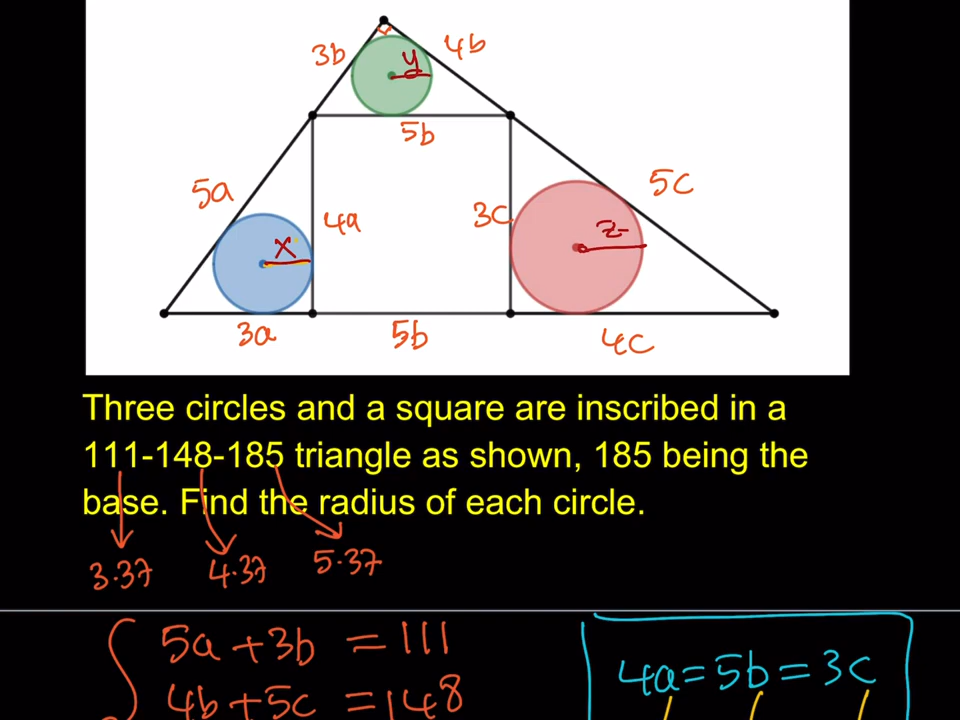 3b
4b
y
5b
5a
5c
4a
3c
x
z
3a
5b
4c
Three circles and a square are inscribed in a
111-148-185 triangle as shown, 185 being the
base. Find the radius of each circle.
3·37 4·37 5·37
5a+3b = 111
4b+5c = 148
4a = 5b = 3c